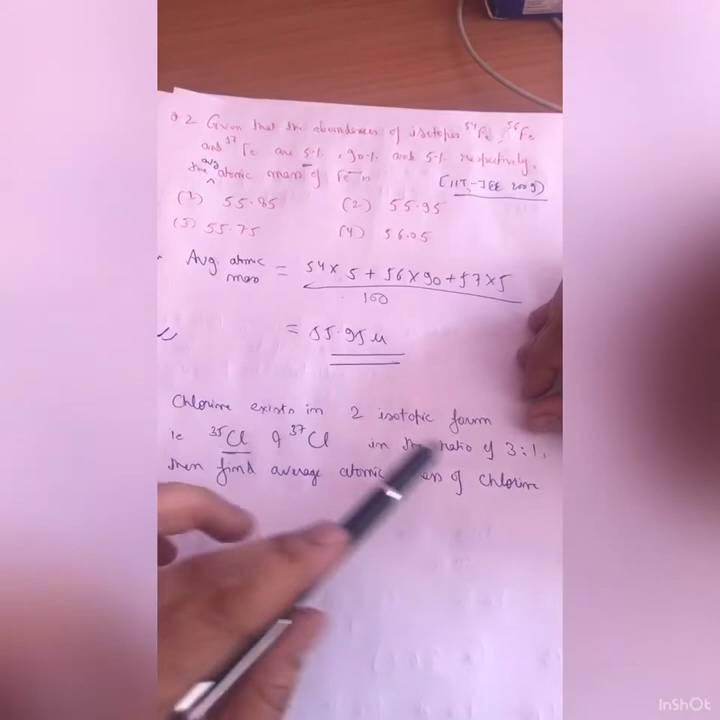 Q 2 Given that the abundances of isotopes ⁵⁴Fe, ⁵⁶Fe
and ⁵⁷Fe are 5%, 90% and 5% respectively.
the avg atomic mass of Fe is
[IIT-JEE 2009]
(1) 55.85 (2) 55.95
(3) 55.75 (4) 56.05
Avg. atomic mass = 54×5 + 56×90 + 57×5
100
= 55.95 u
Chlorine exists in 2 isotopic form
ie ³⁵Cl & ³⁷Cl in the ratio of 3:1,
then find average atomic of chlorine
InShOt